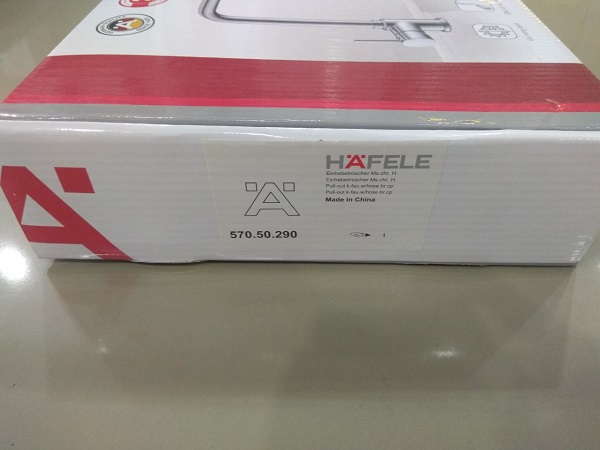 HÄFELE
Einhebelmischer Ms.chr. H
Einhebelmischer Ms.chr. H
Pull-out k-fau.w/hose br.cp
Pull-out k-fau.w/hose br.cp
Made in China
570.50.290
1